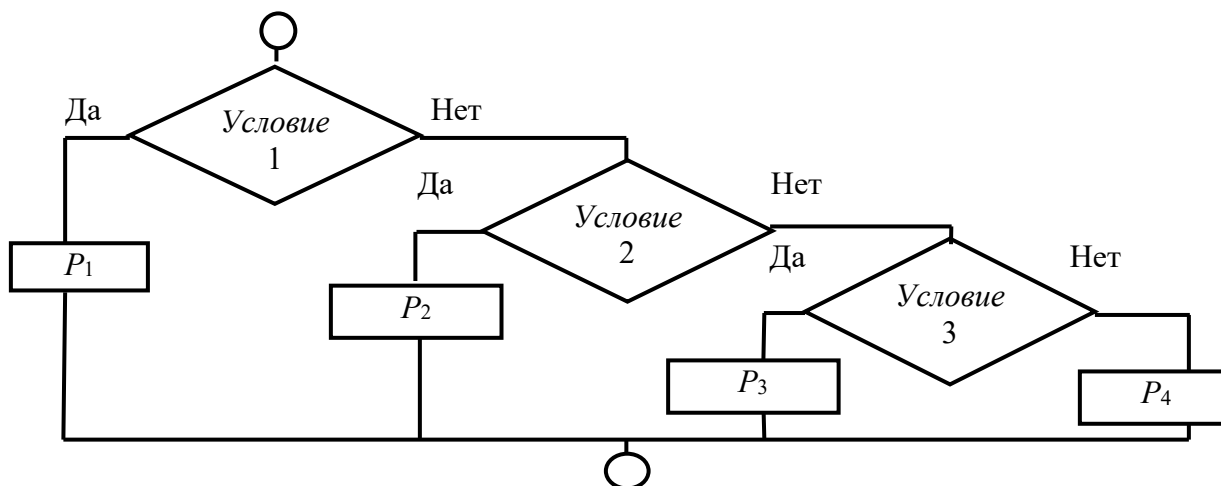 Да
Условие
1
Нет
Да
Условие
2
Нет
P1
Да
Условие
3
Нет
P2
P3
P4